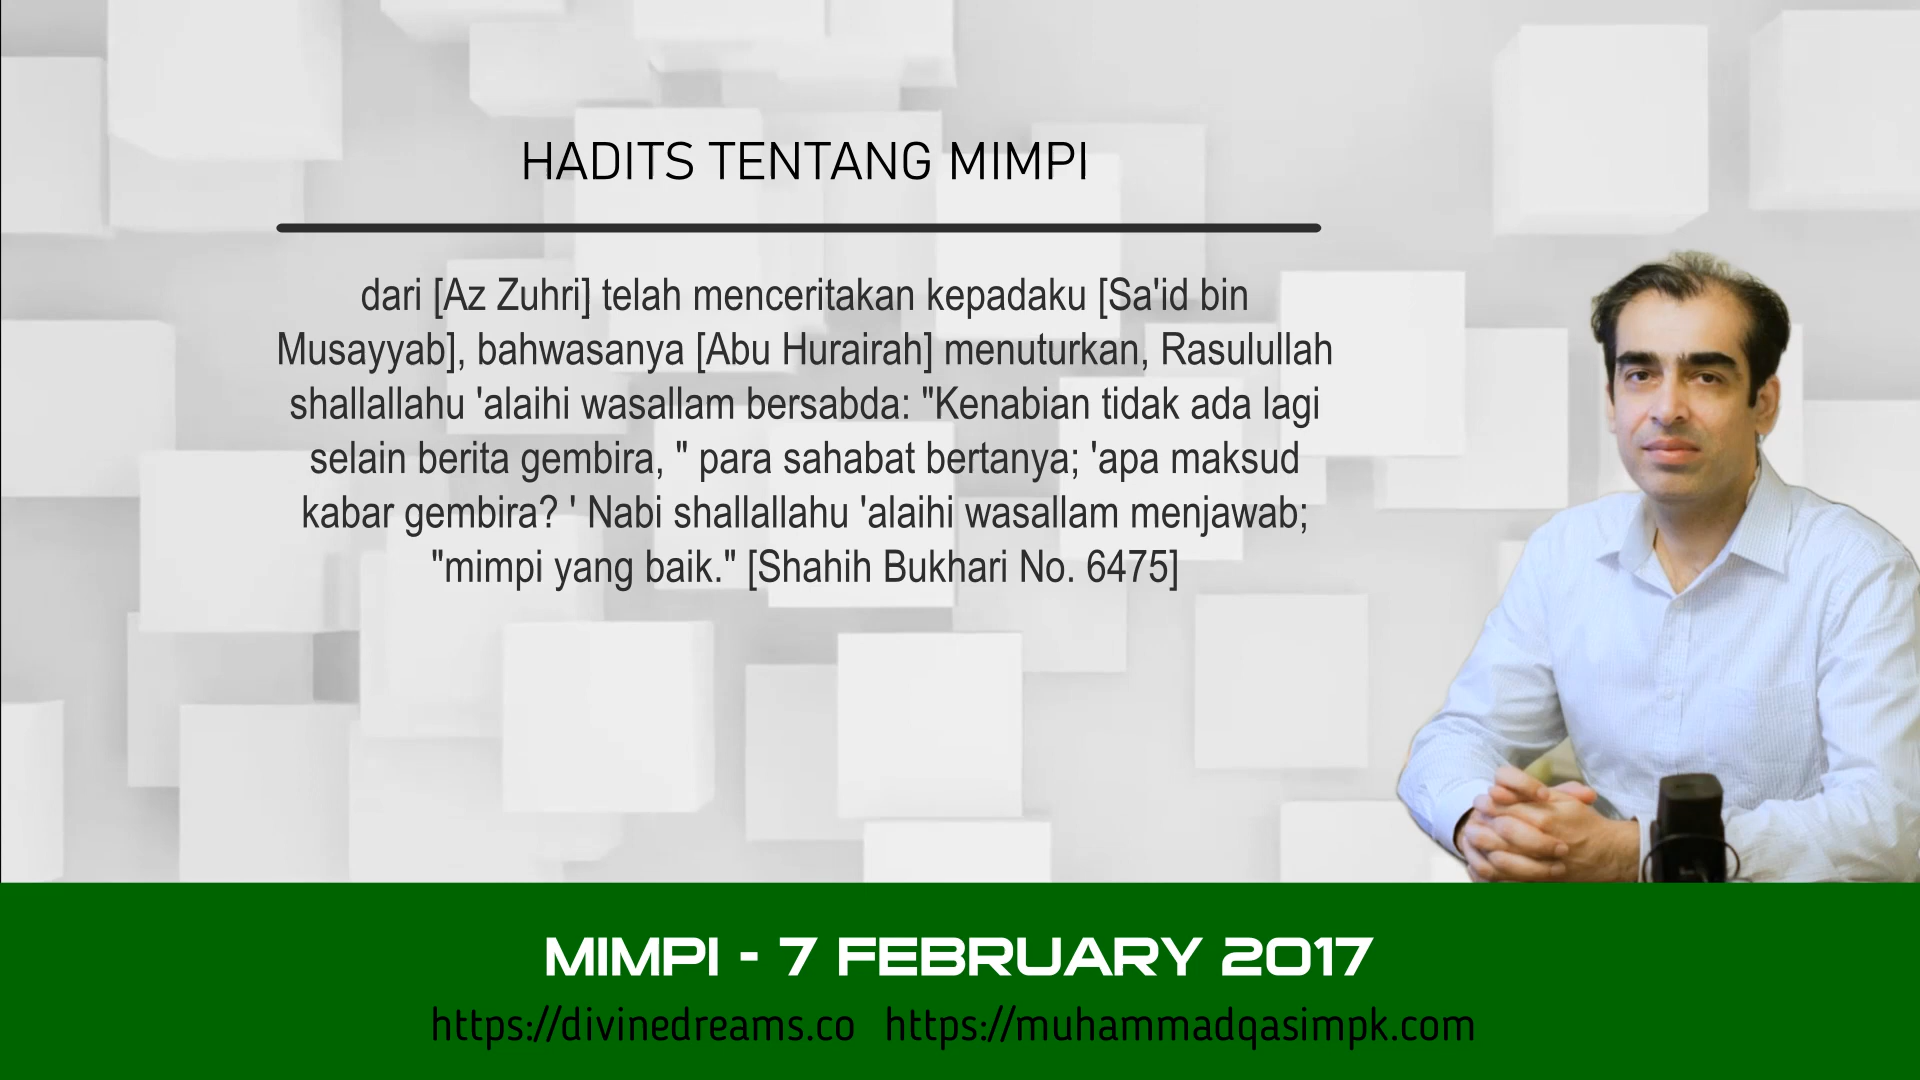 HADITS TENTANG MIMPI
dari [Az Zuhri] telah menceritakan kepadaku [Sa'id bin
Musayyab], bahwasanya [Abu Hurairah] menuturkan, Rasulullah
shallallahu 'alaihi wasallam bersabda: "Kenabian tidak ada lagi
selain berita gembira, " para sahabat bertanya; 'apa maksud
kabar gembira? ' Nabi shallallahu 'alaihi wasallam menjawab;
"mimpi yang baik." [Shahih Bukhari No. 6475]
MIMPI - 7 FEBRUARY 2017
https://divinedreams.co https://muhammadqasimpk.com